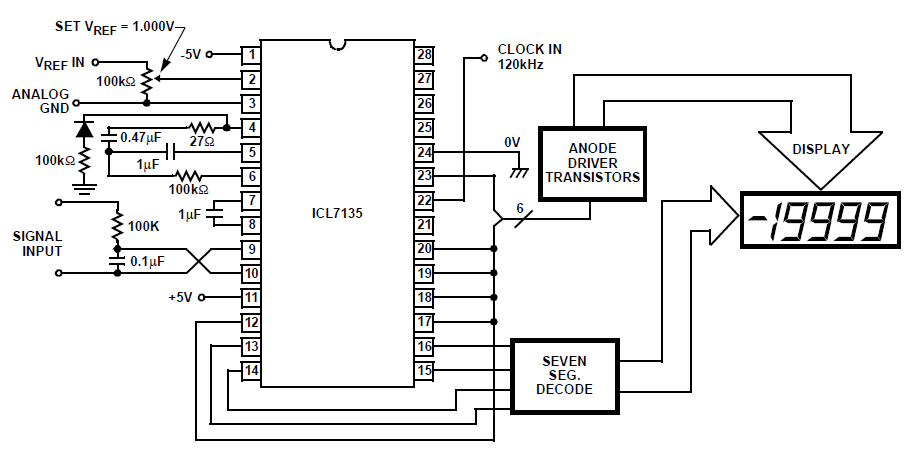 SET VREF = 1.000V
-5V
VREF IN
100kΩ
ANALOG
GND
0.47µF
27Ω
100kΩ
1µF
100kΩ
1µF
SIGNAL
INPUT
100K
0.1µF
+5V
1
2
3
4
5
6
7
8
9
10
11
12
13
14
ICL7135
28
27
26
25
24
23
22
21
20
19
18
17
16
15
CLOCK IN
120kHz
0V
6
ANODE
DRIVER
TRANSISTORS
DISPLAY
-19999
SEVEN
SEG.
DECODE